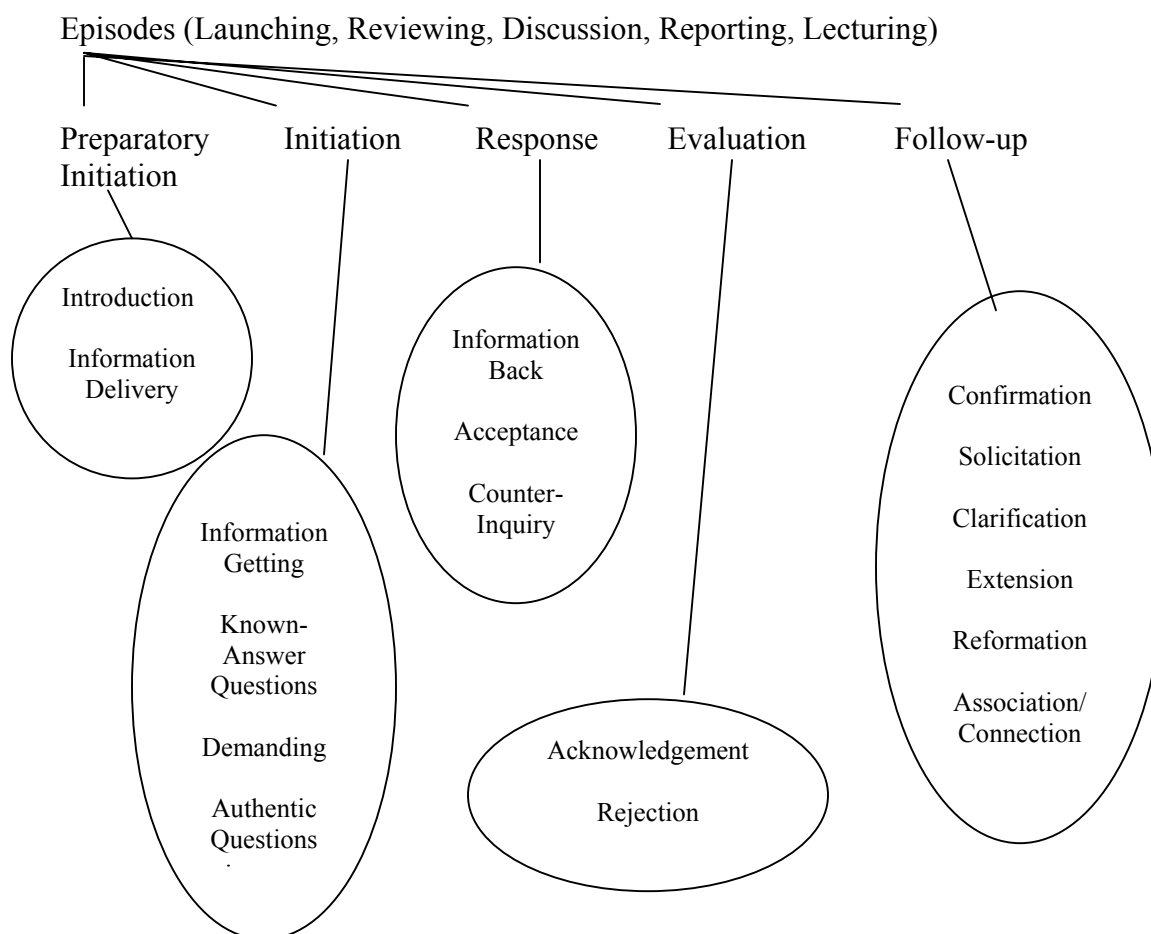 Episodes (Launching, Reviewing, Discussion, Reporting, Lecturing)
Preparatory
Initiation
Initiation
Response
Evaluation
Follow-up
Introduction
Information
Delivery
Information
Getting
Known-
Answer
Questions
Demanding
Authentic
Questions
Information
Back
Acceptance
Counter-
Inquiry
Acknowledgement
Rejection
Confirmation
Solicitation
Clarification
Extension
Reformation
Association/
Connection